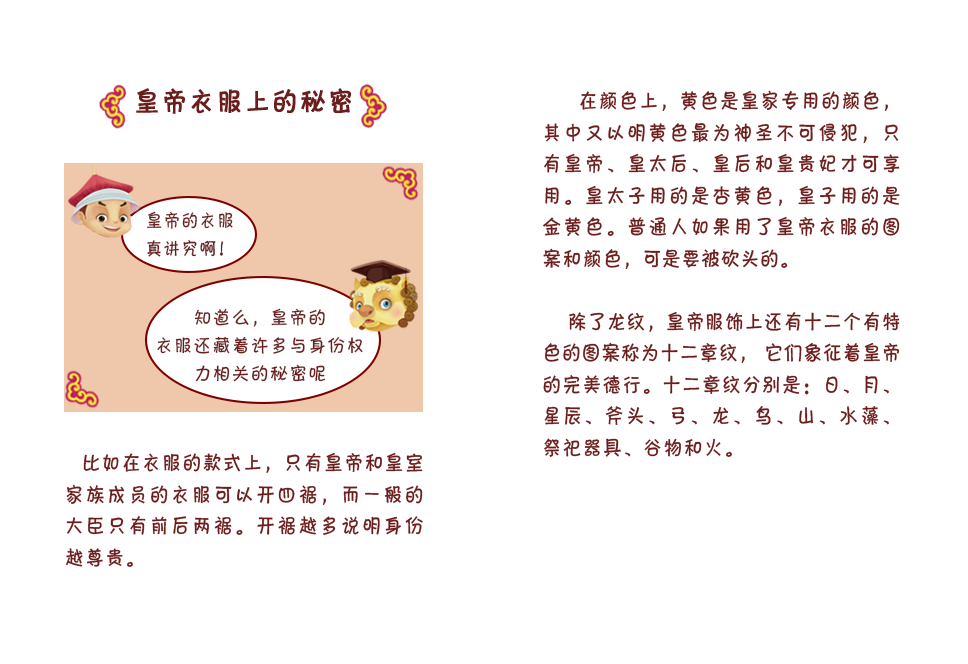 皇帝衣服上的秘密
皇帝的衣服
真讲究啊！
知道么，皇帝的
衣服还藏着许多与身份权
力相关的秘密呢
比如在衣服的款式上，只有皇帝和皇室
家族成员的衣服可以开四裾，而一般的
大臣只有前后两裾。开裾越多说明身份
越尊贵。
在颜色上，黄色是皇家专用的颜色，
其中又以明黄色最为神圣不可侵犯，只
有皇帝、皇太后、皇后和皇贵妃才可享
用。皇太子用的是杏黄色，皇子用的是
金黄色。普通人如果用了皇帝衣服的图
案和颜色，可是要被砍头的。
除了龙纹，皇帝服饰上还有十二个有特
色的图案称为十二章纹， 它们象征着皇帝
的完美德行。十二章纹分别是：日、月、
星辰、斧头、弓、龙、鸟、山、水藻、
祭祀器具、谷物和火。